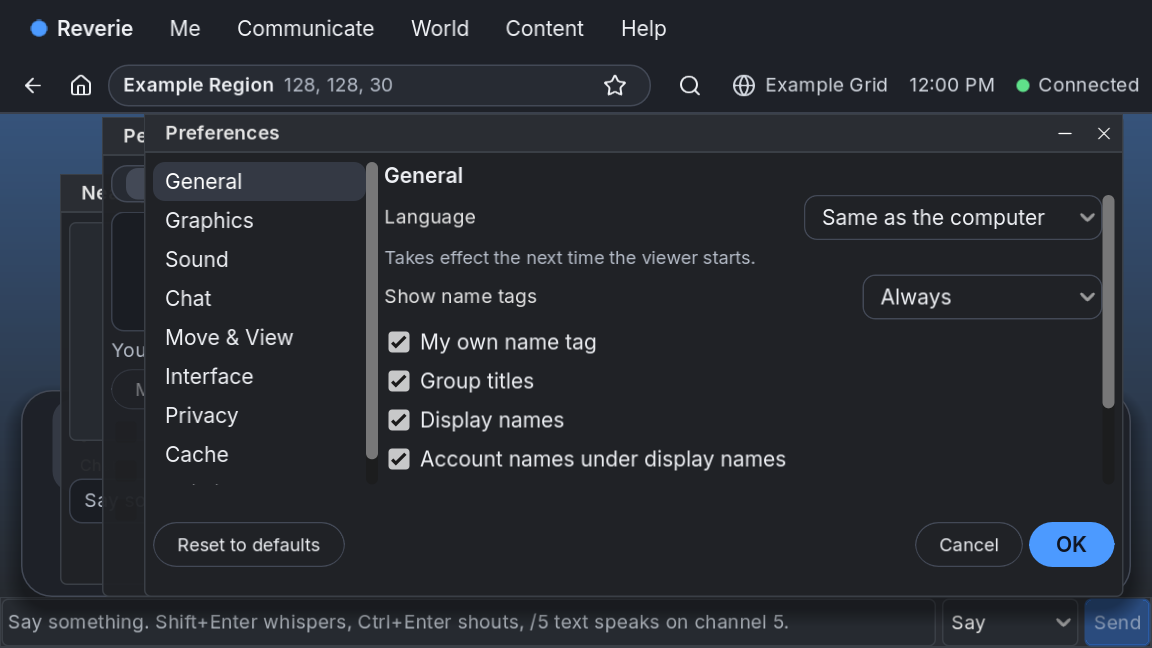 Reverie Me Communicate World Content Help
Example Region 128, 128, 30 Example Grid 12:00 PM Connected
Preferences
General
Graphics
Sound
Chat
Move & View
Interface
Privacy
Cache
General
Language Same as the computer
Takes effect the next time the viewer starts.
Show name tags Always
My own name tag
Group titles
Display names
Account names under display names
Reset to defaults Cancel OK
Say something. Shift+Enter whispers, Ctrl+Enter shouts, /5 text speaks on channel 5. Say Send